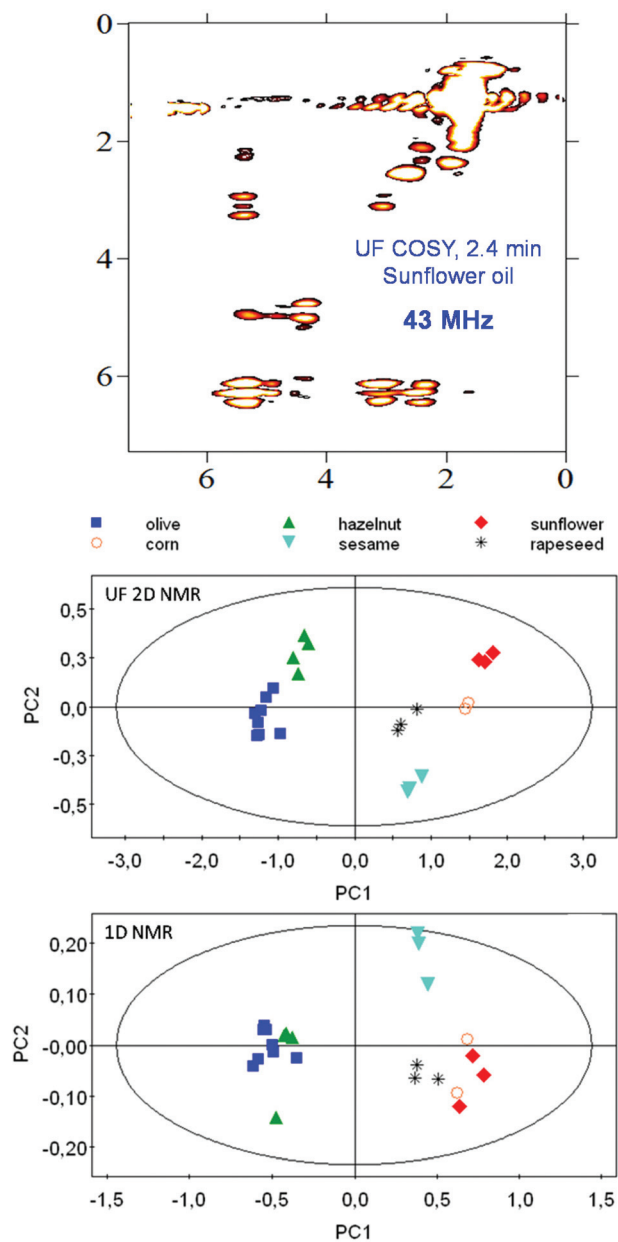 0
2
4
6
UF COSY, 2.4 min
Sunflower oil
43 MHz
6 4 2 0
olive hazelnut sunflower
corn sesame rapeseed
UF 2D NMR
0,5
0,3
0,0
-0,3
-0,5
PC2
-3,0 -2,0 -1,0 0,0 1,0 2,0 3,0
PC1
1D NMR
0,20
0,10
-0,00
-0,10
-0,20
PC2
-1,5 -1,0 -0,5 0,0 0,5 1,0 1,5
PC1